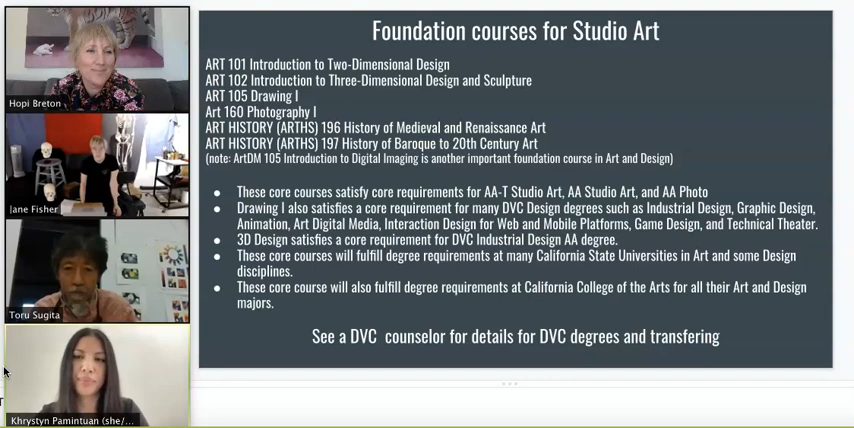 Foundation courses for Studio Art
ART 101 Introduction to Two-Dimensional Design
ART 102 Introduction to Three-Dimensional Design and Sculpture
ART 105 Drawing I
Art 160 Photography I
ART HISTORY (ARTHS) 196 History of Medieval and Renaissance Art
ART HISTORY (ARTHS) 197 History of Baroque to 20th Century Art
(note: ArtDM 105 Introduction to Digital Imaging is another important foundation course in Art and Design)
● These core courses satisfy core requirements for AA-T Studio Art, AA Studio Art, and AA Photo
● Drawing I also satisfies a core requirement for many DVC Design degrees such as Industrial Design, Graphic Design,
Animation, Art Digital Media, Interaction Design for Web and Mobile Platforms, Game Design, and Technical Theater.
● 3D Design satisfies a core requirement for DVC Industrial Design AA degree.
● These core courses will fulfill degree requirements at many California State Universities in Art and some Design
disciplines.
● These core course will also fulfill degree requirements at California College of the Arts for all their Art and Design
majors.
See a DVC counselor for details for DVC degrees and transfering
Hopi Breton
Jane Fisher
Toru Sugita
Khrystyn Pamintuan (she/...